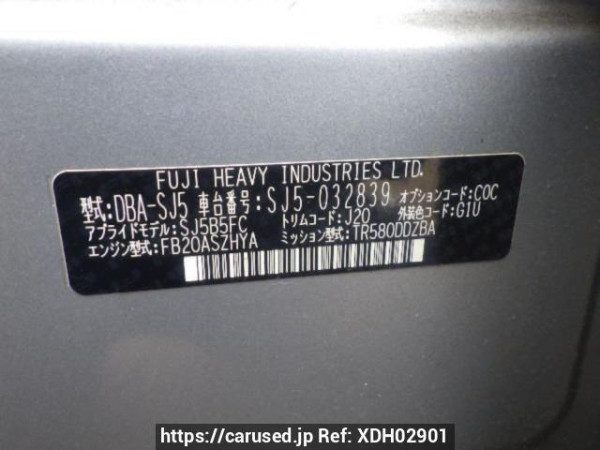 FUJI HEAVY INDUSTRIES LTD.
型式:DBA-SJ5 車台番号:SJ5-032839 オプションコード:C0C
アプライドモデル:SJ5B5FC トリムコード:J20 外装色コード:G1U
エンジン型式:FB20ASZHYA ミッション型式:TR580DDZBA
https://carused.jp Ref: XDH02901